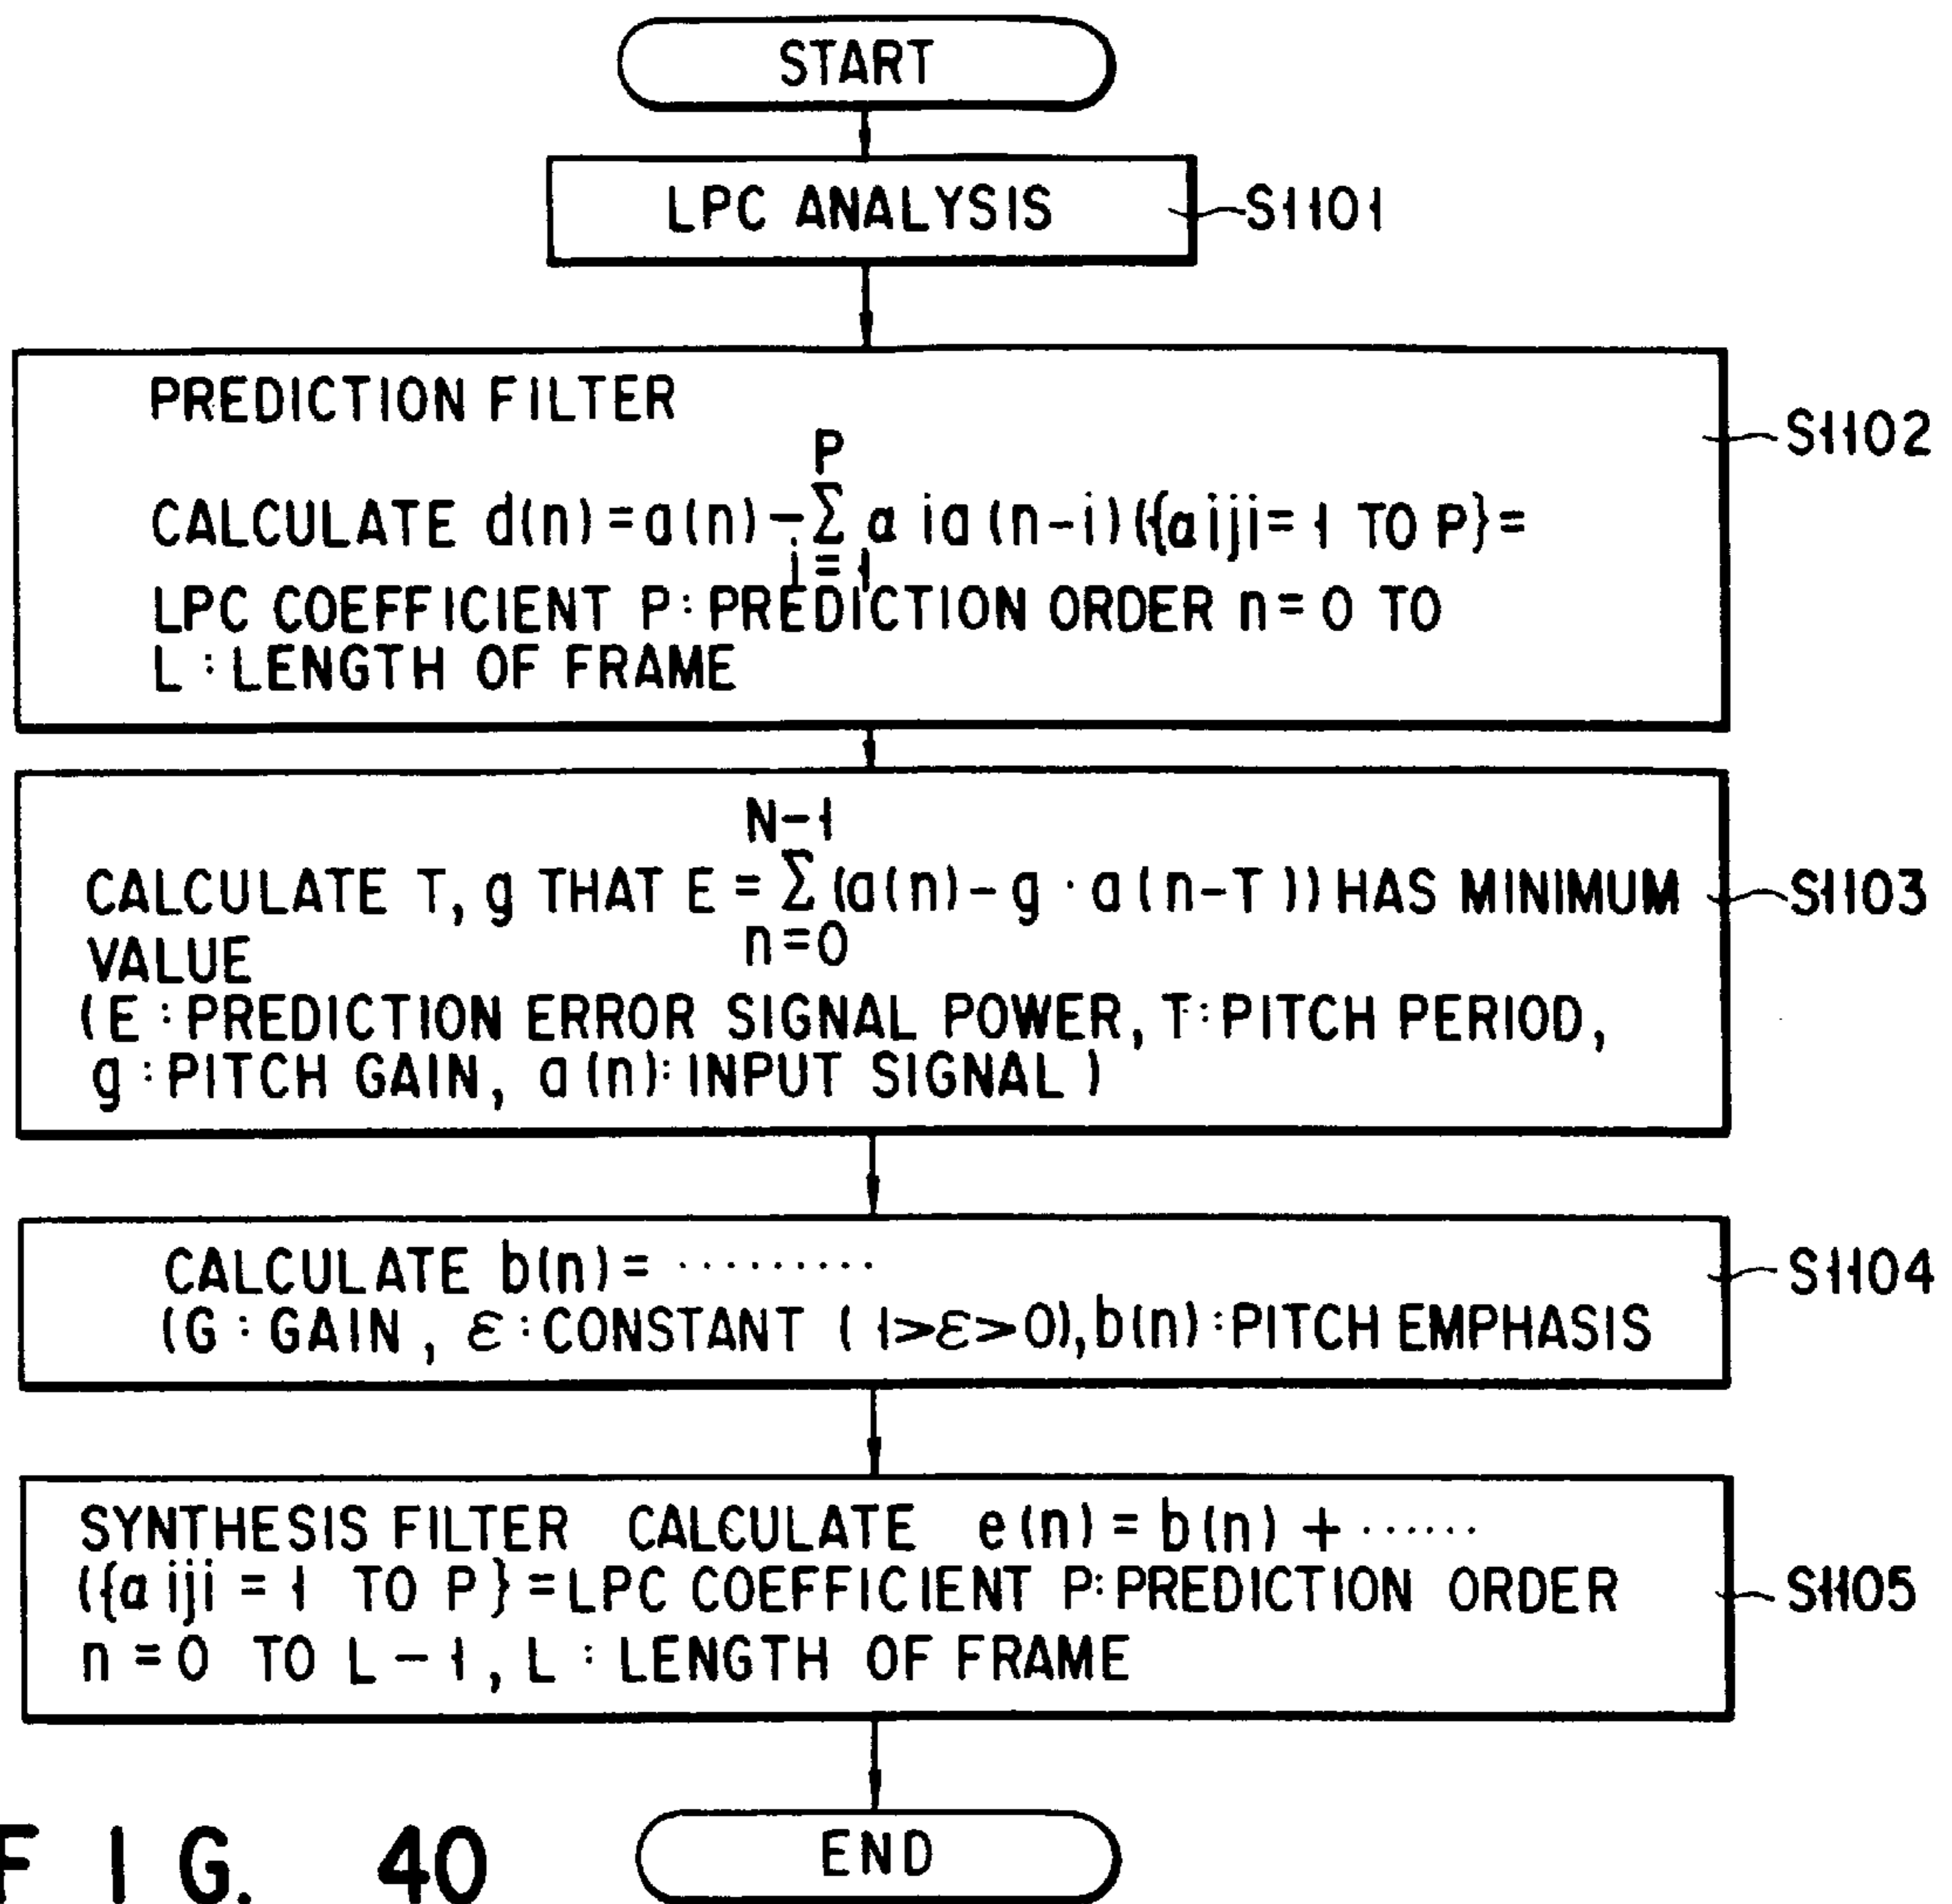 START
LPC ANALYSIS
S1101
PREDICTION FILTER
S1102
P
CALCULATE d(n)=a(n)-Σ a ia(n-i)({aiji=1 TO P}=
i=1
LPC COEFFICIENT P:PREDICTION ORDER n=0 TO
L:LENGTH OF FRAME
N-1
CALCULATE T, g THAT E=Σ(a(n)-g·a(n-T)) HAS MINIMUM
S1103
n=0
VALUE
(E:PREDICTION ERROR SIGNAL POWER, T:PITCH PERIOD,
g:PITCH GAIN, a(n):INPUT SIGNAL)
CALCULATE b(n)= ·········
S1104
(G:GAIN, ε:CONSTANT (1>ε>0),b(n):PITCH EMPHASIS
SYNTHESIS FILTER CALCULATE e(n)=b(n)+······
({a iji=1 TO P}=LPC COEFFICIENT P:PREDICTION ORDER
S1105
n=0 TO L-1, L:LENGTH OF FRAME
END
FIG. 40